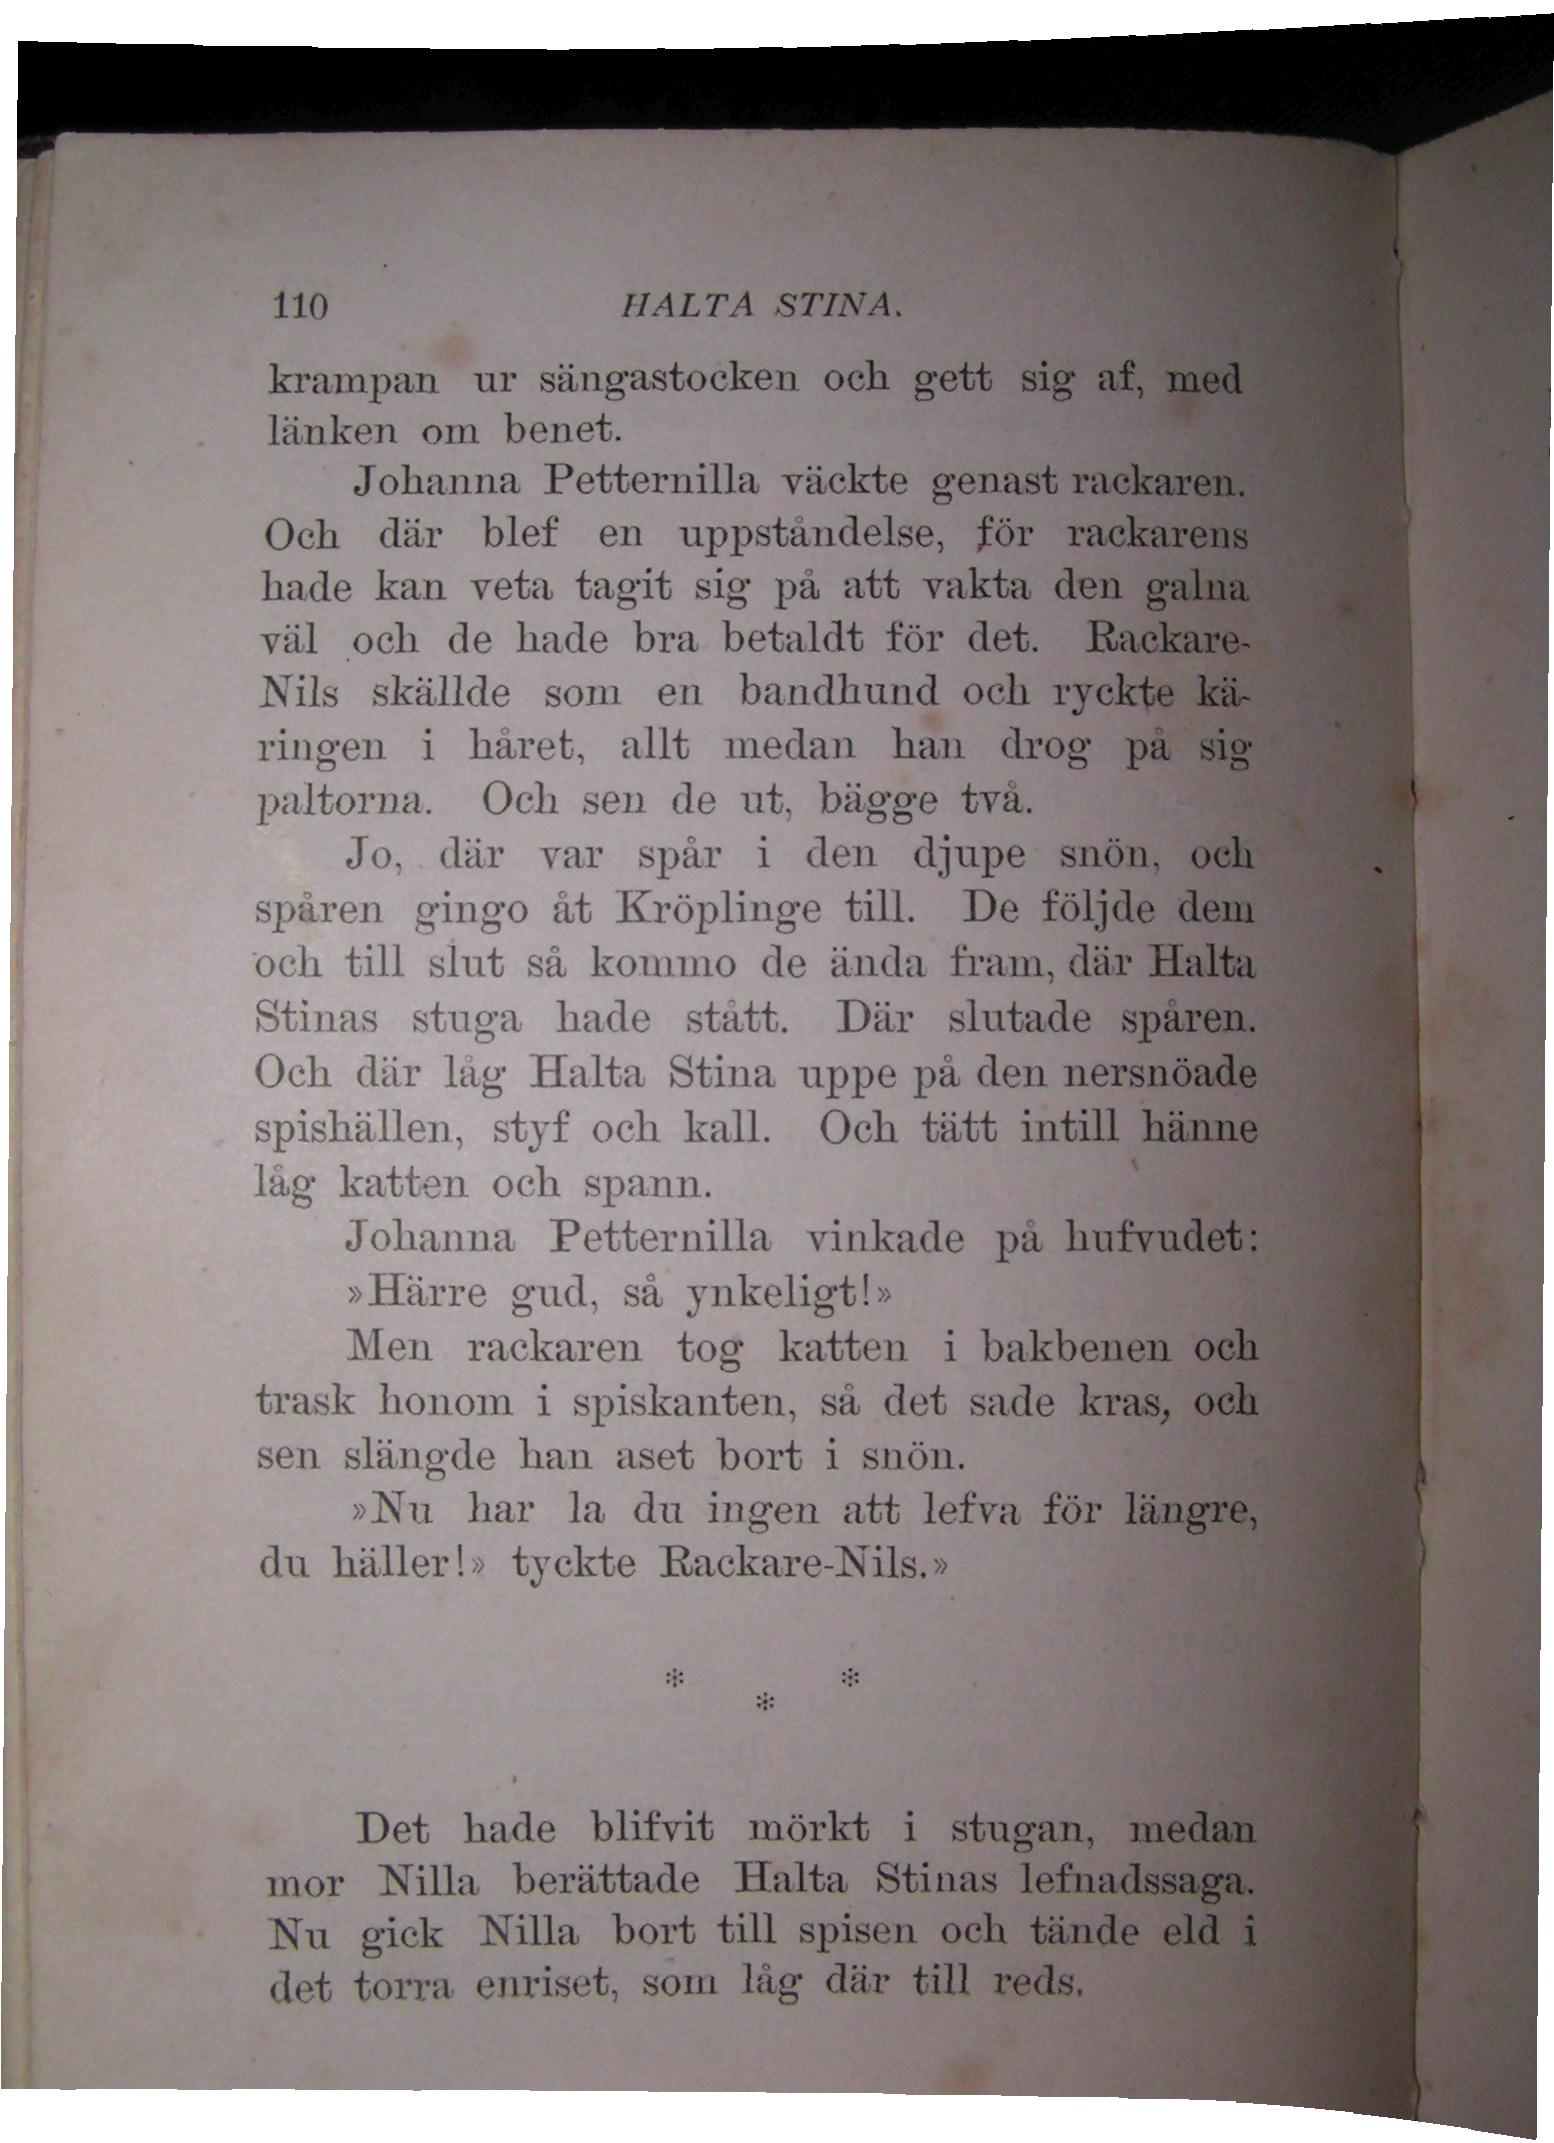 110 HALTA STINA.
krampan ur sängastocken och gett sig af, med
länken om benet.
Johanna Petternilla väckte genast rackaren.
Och där blef en uppståndelse, för rackarens
hade kan veta tagit sig på att vakta den galna
väl och de hade bra betaldt för det. Rackare-
Nils skällde som en bandhund och ryckte kä-
ringen i håret, allt medan han drog på sig
paltorna. Och sen de ut, bägge två.
Jo, där var spår i den djupe snön, och
spåren gingo åt Kröplinge till. De följde dem
och till slut så kommo de ända fram, där Halta
Stinas stuga hade stått. Där slutade spåren.
Och där låg Halta Stina uppe på den nersnöade
spishällen, styf och kall. Och tätt intill hänne
låg katten och spann.
Johanna Petternilla vinkade på hufvudet:
»Härre gud, så ynkeligt!»
Men rackaren tog katten i bakbenen och
trask honom i spiskanten, så det sade kras, och
sen slängde han aset bort i snön.
»Nu har la du ingen att lefva för längre,
du häller!» tyckte Rackare-Nils.»
* * *
Det hade blifvit mörkt i stugan, medan
mor Nilla berättade Halta Stinas lefnadssaga.
Nu gick Nilla bort till spisen och tände eld i
det torra enriset, som låg där till reds.